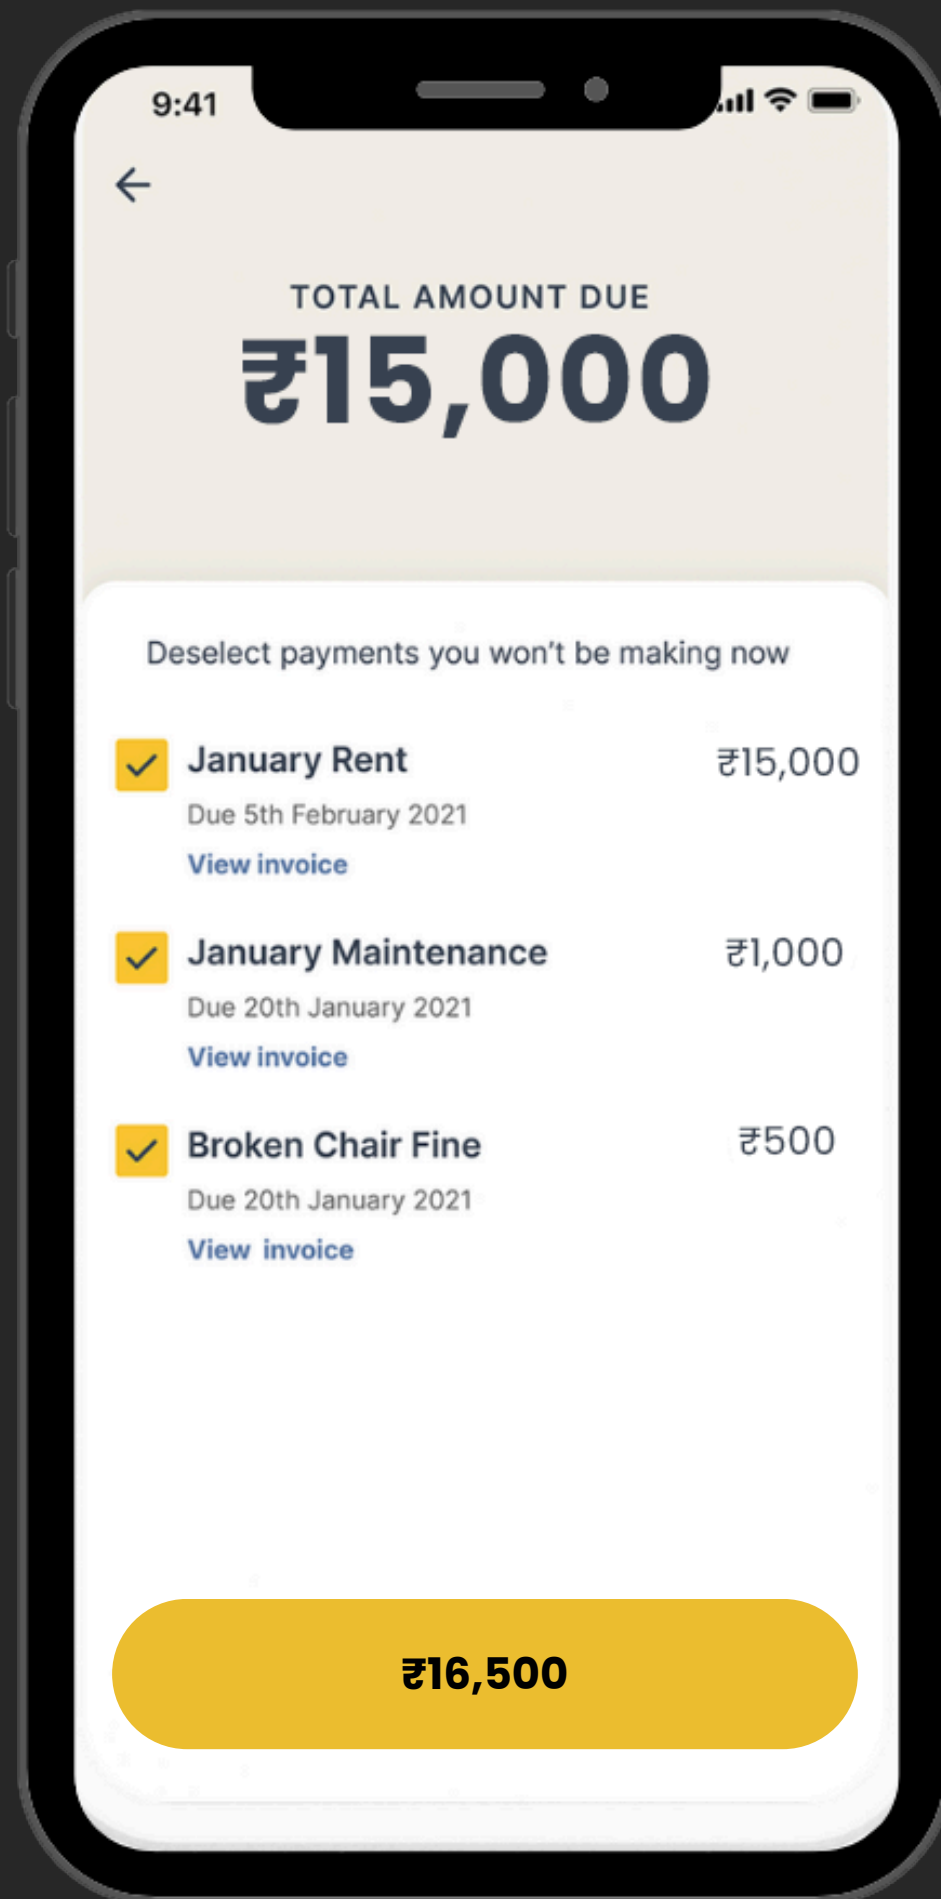 9:41
TOTAL AMOUNT DUE
₹15,000
Deselect payments you won't be making now
January Rent ₹15,000
Due 5th February 2021
View invoice
January Maintenance ₹1,000
Due 20th January 2021
View invoice
Broken Chair Fine ₹500
Due 20th January 2021
View invoice
₹16,500